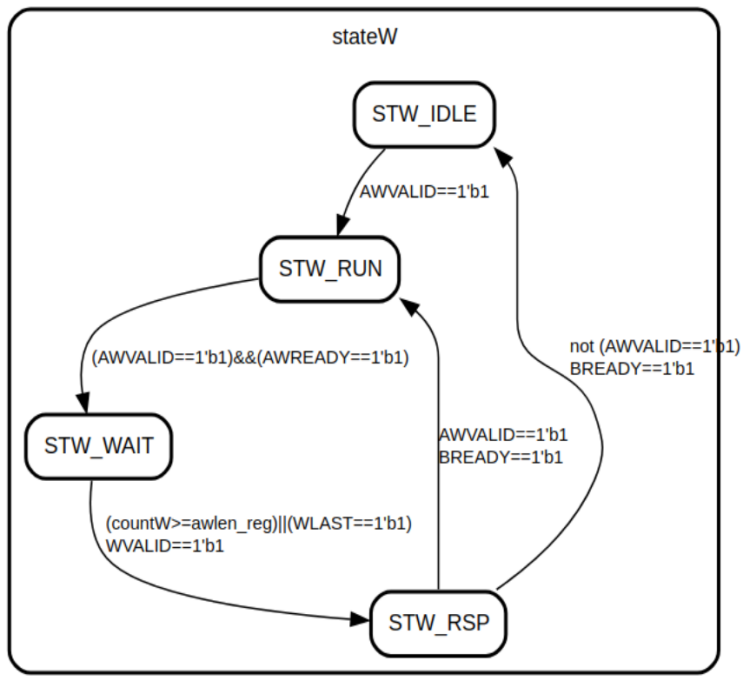 stateW
STW_IDLE
AWVALID==1'b1
STW_RUN
(AWVALID==1'b1)&&(AWREADY==1'b1)
not (AWVALID==1'b1)
BREADY==1'b1
AWVALID==1'b1
BREADY==1'b1
STW_WAIT
(countW>=awlen_reg)||(WLAST==1'b1)
WVALID==1'b1
STW_RSP